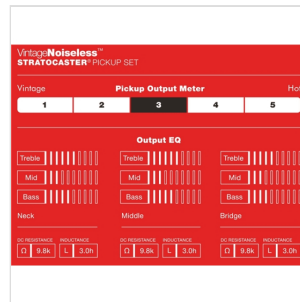 VintageNoiseless™
STRATOCASTER® PICKUP SET
Vintage Pickup Output Meter Hot
1 2 3 4 5
Output EQ
Treble Treble Treble
Mid Mid Mid
Bass Bass Bass
Neck Middle Bridge
DC RESISTANCE INDUCTANCE DC RESISTANCE INDUCTANCE DC RESISTANCE INDUCTANCE
Ω 9.8k L 3.0h Ω 9.8k L 3.0h Ω 9.8k L 3.0h